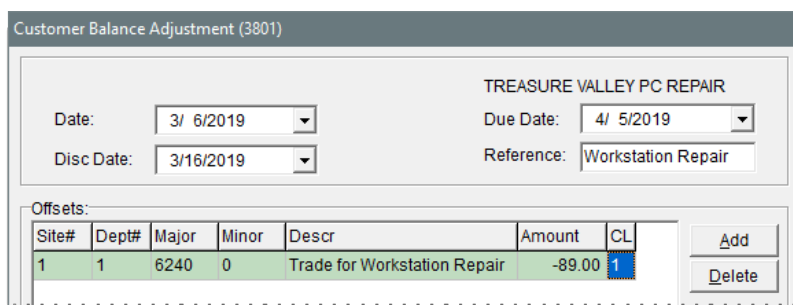 Customer Balance Adjustment (3801)
TREASURE VALLEY PC REPAIR
Date: 3/ 6/2019 Due Date: 4/ 5/2019
Disc Date: 3/16/2019 Reference: Workstation Repair
Offsets:
Site# Dept# Major Minor Descr Amount CL Add
1 1 6240 0 Trade for Workstation Repair -89.00 1 Delete